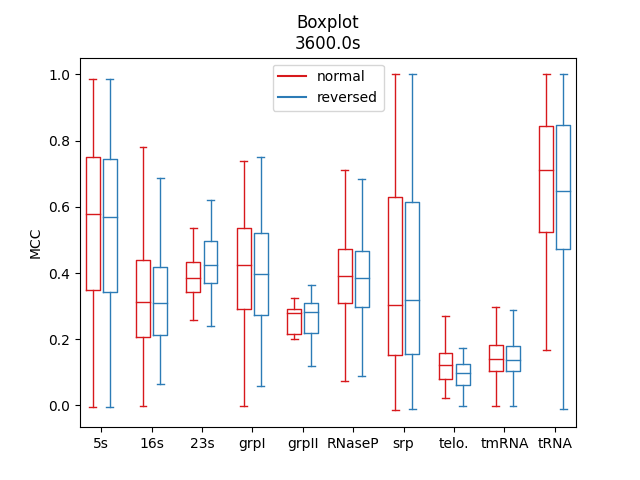 Boxplot
3600.0s
normal
reversed
MCC
1.0
0.8
0.6
0.4
0.2
0.0
5s 16s 23s grpI grpII RNaseP srp telo. tmRNA tRNA